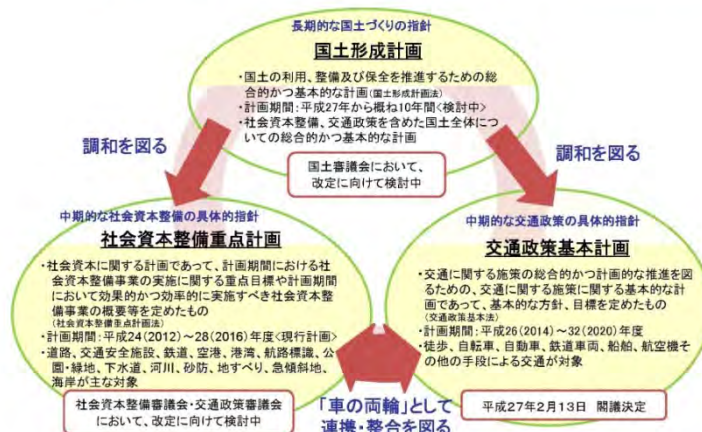 長期的な国土づくりの指針
国土形成計画
・国土の利用、整備及び保全を推進するための総
合的かつ基本的な計画(国土形成計画法)
・計画期間:平成27年から概ね10年間<検討中>
・社会資本整備、交通政策を含めた国土全体につ
いての総合的かつ基本的な計画
国土審議会において、
改定に向けて検討中
調和を図る
調和を図る
中期的な社会資本整備の具体的指針
社会資本整備重点計画
・社会資本に関する計画であって、計画期間における社
会資本整備事業の実施に関する重点目標や計画期間
において効果的かつ効率的に実施すべき社会資本整
備事業の概要等を定めたもの
(社会資本整備重点計画法)
・計画期間:平成24(2012)~28(2016)年度<現行計画>
・道路、交通安全施設、鉄道、空港、港湾、航路標識、公
園・緑地、下水道、河川、砂防、地すべり、急傾斜地、
海岸が主な対象
社会資本整備審議会・交通政策審議会
において、改定に向けて検討中
中期的な交通政策の具体的指針
交通政策基本計画
・交通に関する施策の総合的かつ計画的な推進を図
るための、交通に関する施策に関する基本的な計
画であって、基本的な方針、目標を定めたもの
(交通政策基本法)
・計画期間:平成26(2014)~32(2020)年度
・徒歩、自転車、自動車、鉄道車両、船舶、航空機そ
の他の手段による交通が対象
平成27年2月13日 閣議決定
「車の両輪」として
連携・整合を図る